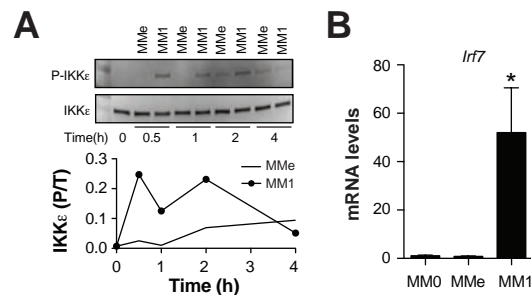 A
MMe MM1 MMe MM1 MMe MM1 MMe MM1
P-IKKε
IKKε
Time(h) 0 0.5 1 2 4
IKKε (P/T)
0.3
0.2
0.1
0.0
MMe
MM1
0 1 2 3 4
Time (h)
B
Irf7
*
mRNA levels
80
60
40
20
0
MM0 MMe MM1